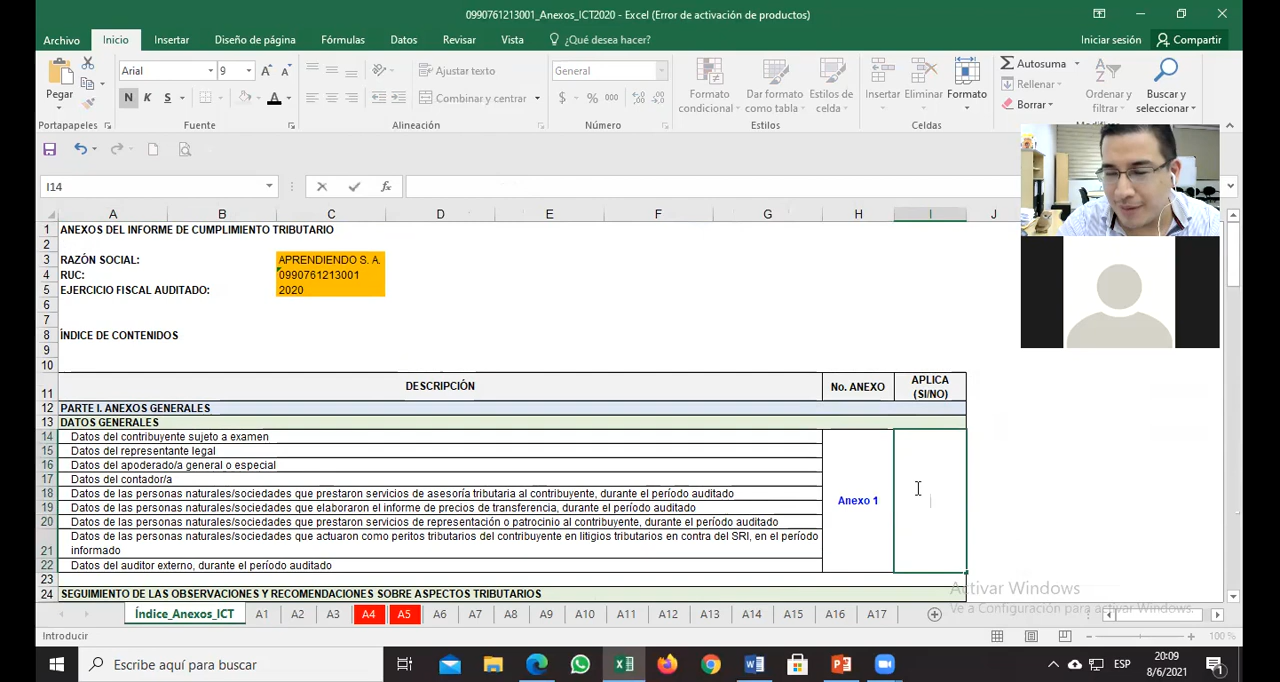 0990761213001_Anexos_ICT2020 - Excel (Error de activación de productos)
Archivo Inicio Insertar Diseño de página Fórmulas Datos Revisar Vista ¿Qué desea hacer? Iniciar sesión Compartir
Arial 9 Ajustar texto General Autosuma
Pegar N K S Combinar y centrar $ % 000 Formato condicional Dar formato como tabla Estilos de celda Insertar Eliminar Formato Rellenar Borrar Ordenar y filtrar Buscar y seleccionar
Portapapeles Fuente Alineación Número Estilos Celdas
I14 fx
A B C D E F G H I J
1 ANEXOS DEL INFORME DE CUMPLIMIENTO TRIBUTARIO
2
3 RAZÓN SOCIAL: APRENDIENDO S. A.
4 RUC: 0990761213001
5 EJERCICIO FISCAL AUDITADO: 2020
6
7
8 ÍNDICE DE CONTENIDOS
9
10
11 DESCRIPCIÓN No. ANEXO APLICA (SI/NO)
12 PARTE I. ANEXOS GENERALES
13 DATOS GENERALES
14 Datos del contribuyente sujeto a examen
15 Datos del representante legal
16 Datos del apoderado/a general o especial
17 Datos del contador/a
18 Datos de las personas naturales/sociedades que prestaron servicios de asesoría tributaria al contribuyente, durante el período auditado
19 Datos de las personas naturales/sociedades que elaboraron el informe de precios de transferencia, durante el período auditado
Anexo 1
20 Datos de las personas naturales/sociedades que prestaron servicios de representación o patrocinio al contribuyente, durante el período auditado
21 Datos de las personas naturales/sociedades que actuaron como peritos tributarios del contribuyente en litigios tributarios en contra del SRI, en el período
informado
22 Datos del auditor externo, durante el período auditado
23
24 SEGUIMIENTO DE LAS OBSERVACIONES Y RECOMENDACIONES SOBRE ASPECTOS TRIBUTARIOS
Activar Windows
Ve a Configuración para activar Windows.
Índice_Anexos_ICT A1 A2 A3 A4 A5 A6 A7 A8 A9 A10 A11 A12 A13 A14 A15 A16 A17
Introducir 100 %
Escribe aquí para buscar ESP 20:09
8/6/2021 1